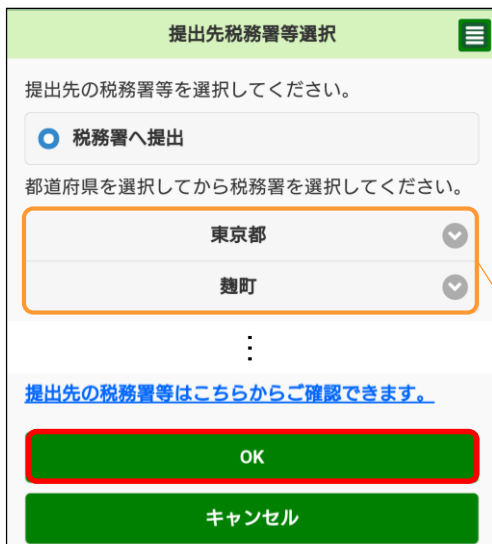 提出先税務署等選択
提出先の税務署等を選択してください。
税務署へ提出
都道府県を選択してから税務署を選択してください。
東京都
麹町
⋮
提出先の税務署等はこちらからご確認できます。
OK
キャンセル